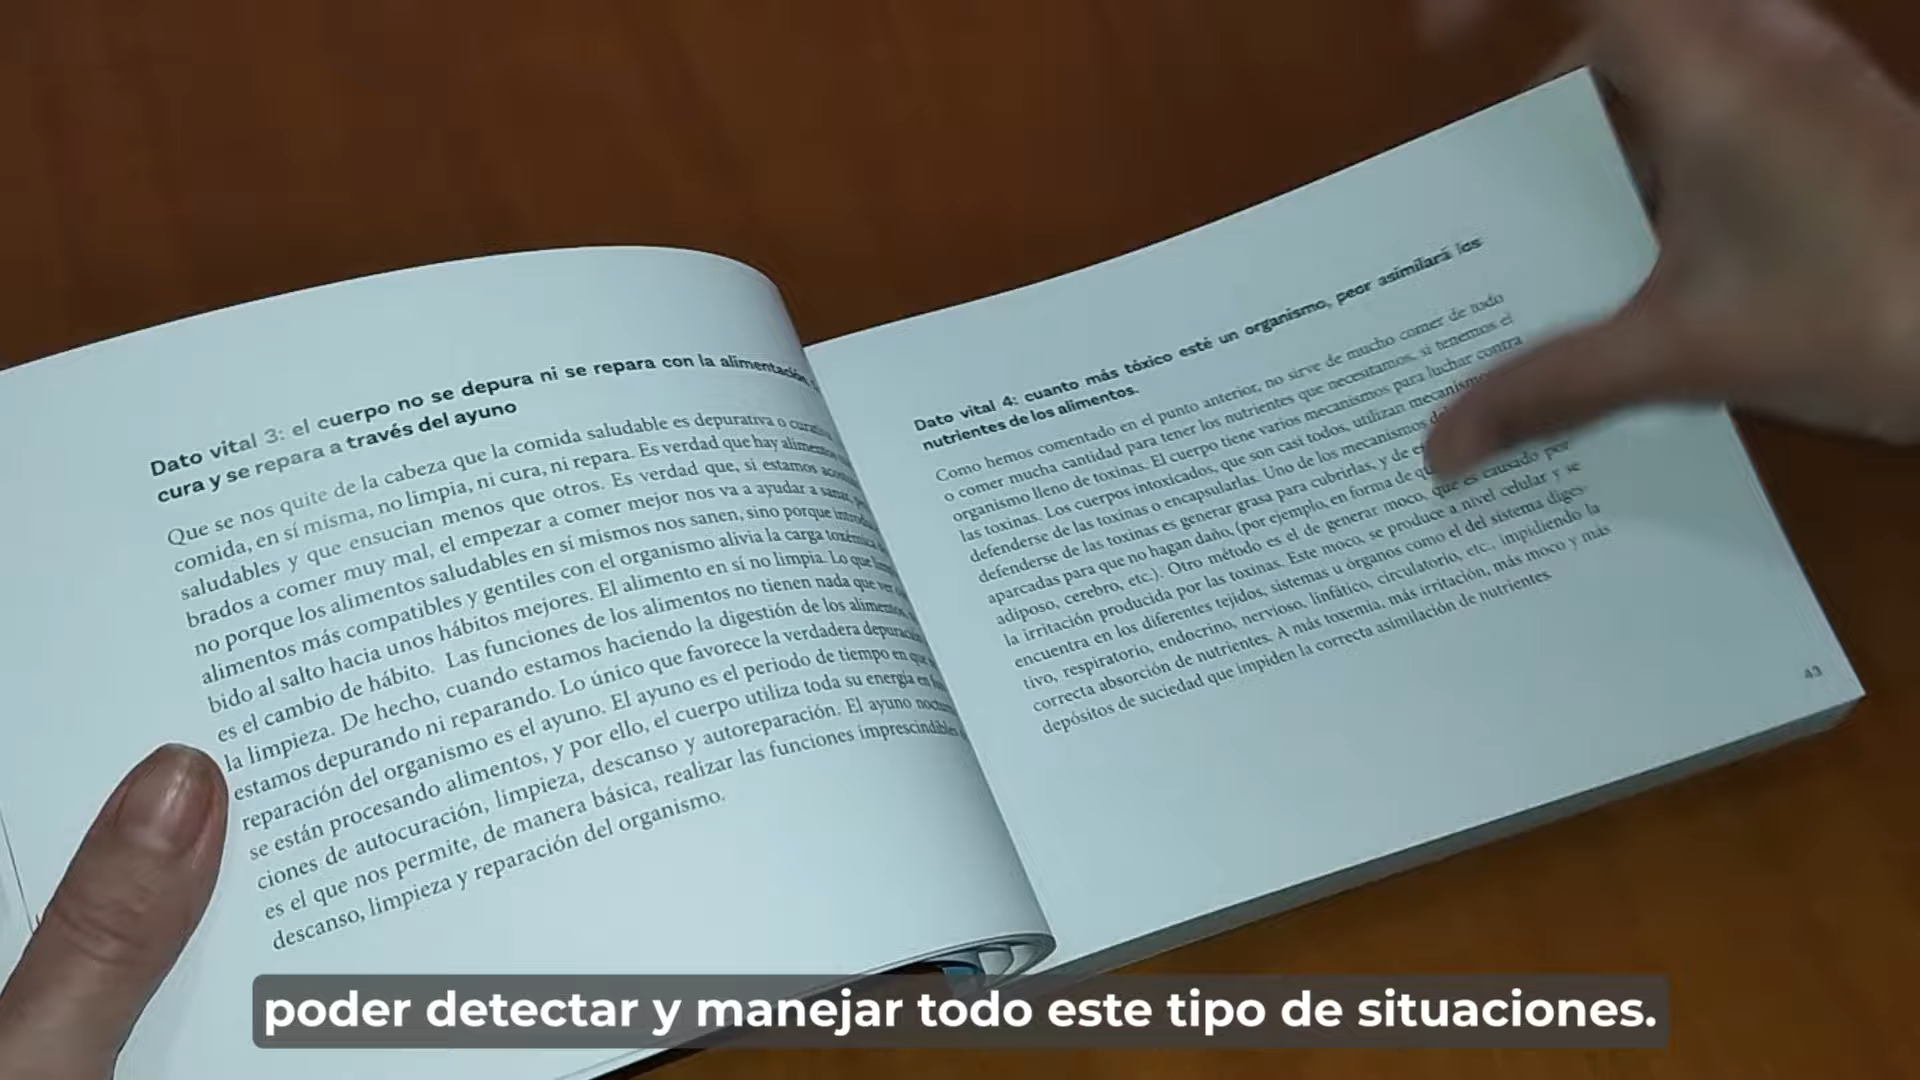 Dato vital 3: el cuerpo no se depura ni se repara con la alimentación,
cura y se repara a través del ayuno
Que se nos quite de la cabeza que la comida saludable es depurativa o
comida, en sí misma, no limpia, ni cura, ni repara. Es verdad que hay alimentos
saludables y que ensucian menos que otros. Es verdad que, si estamos
brados a comer muy mal, el empezar a comer mejor nos va a ayudar a sanar,
no porque los alimentos saludables en sí mismos nos sanen, sino porque
alimentos más compatibles y gentiles con el organismo alivia la carga
bido al salto hacia unos hábitos mejores. El alimento en sí no limpia. Lo que
es el cambio de hábito. Las funciones de los alimentos no tienen nada que ver
la limpieza. De hecho, cuando estamos haciendo la digestión de los alimentos,
estamos depurando ni reparando. Lo único que favorece la verdadera
reparación del organismo es el ayuno. El ayuno es el periodo de tiempo en que
se están procesando alimentos, y por ello, el cuerpo utiliza toda su energía en
ciones de autocuración, limpieza, descanso y autoreparación. El ayuno
es el que nos permite, de manera básica, realizar las funciones imprescindibles
descanso, limpieza y reparación del organismo.
Dato vital 4: cuanto más tóxico esté un organismo, peor asimilará los
nutrientes de los alimentos.
Como hemos comentado en el punto anterior, no sirve de mucho comer de todo
o comer mucha cantidad para tener los nutrientes que necesitamos, si tenemos el
organismo lleno de toxinas. El cuerpo tiene varios mecanismos para luchar contra
las toxinas. Los cuerpos intoxicados, que son casi todos, utilizan
defenderse de las toxinas o encapsularlas. Uno de los mecanismos
defenderse de las toxinas es generar grasa para cubrirlas, y de
aparcadas para que no hagan daño, (por ejemplo, en forma de
adiposo, cerebro, etc.). Otro método es el de generar moco, que es causado por
la irritación producida por las toxinas. Este moco, se produce a nivel celular y se
encuentra en los diferentes tejidos, sistemas u órganos como el del sistema diges-
tivo, respiratorio, endocrino, nervioso, linfático, circulatorio, etc., impidiendo la
correcta absorción de nutrientes. A más toxemia, más irritación, más moco y más
depósitos de suciedad que impiden la correcta asimilación de nutrientes.
43
poder detectar y manejar todo este tipo de situaciones.